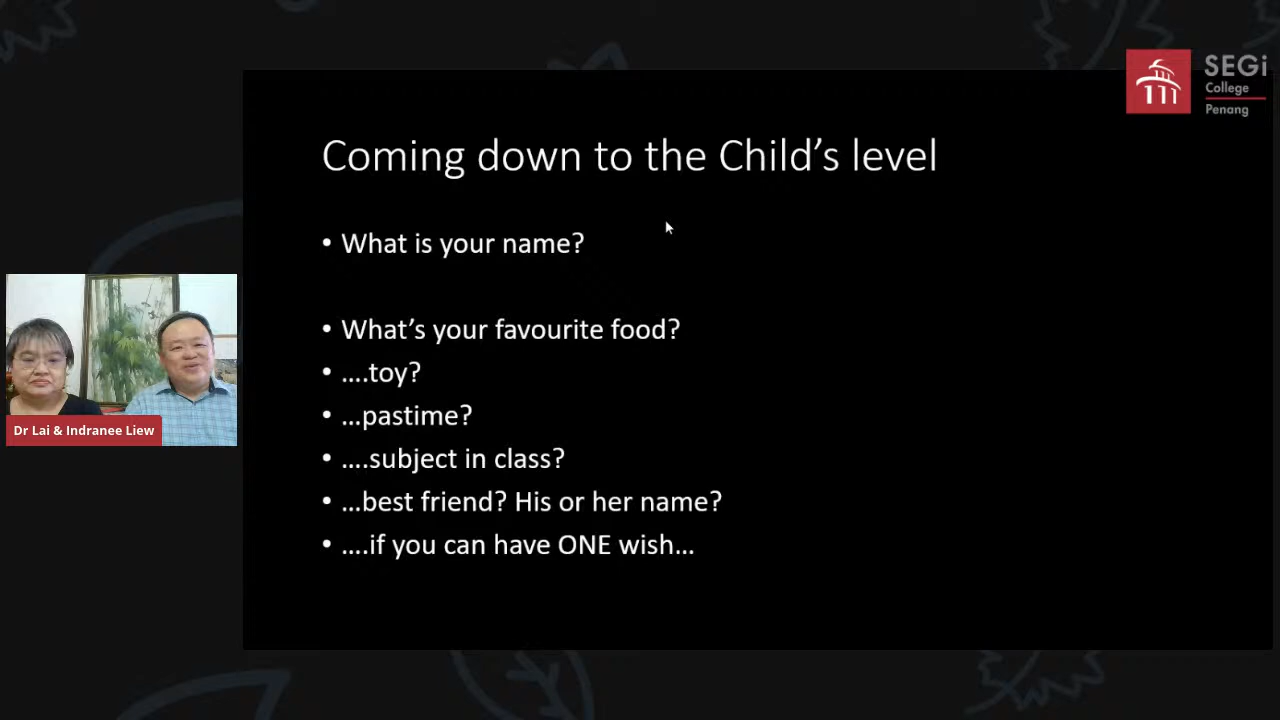 SEGi
College
Penang
Coming down to the Child's level
• What is your name?
• What's your favourite food?
• ....toy?
• ...pastime?
• ....subject in class?
• ...best friend? His or her name?
• ....if you can have ONE wish...
Dr Lai & Indranee Liew